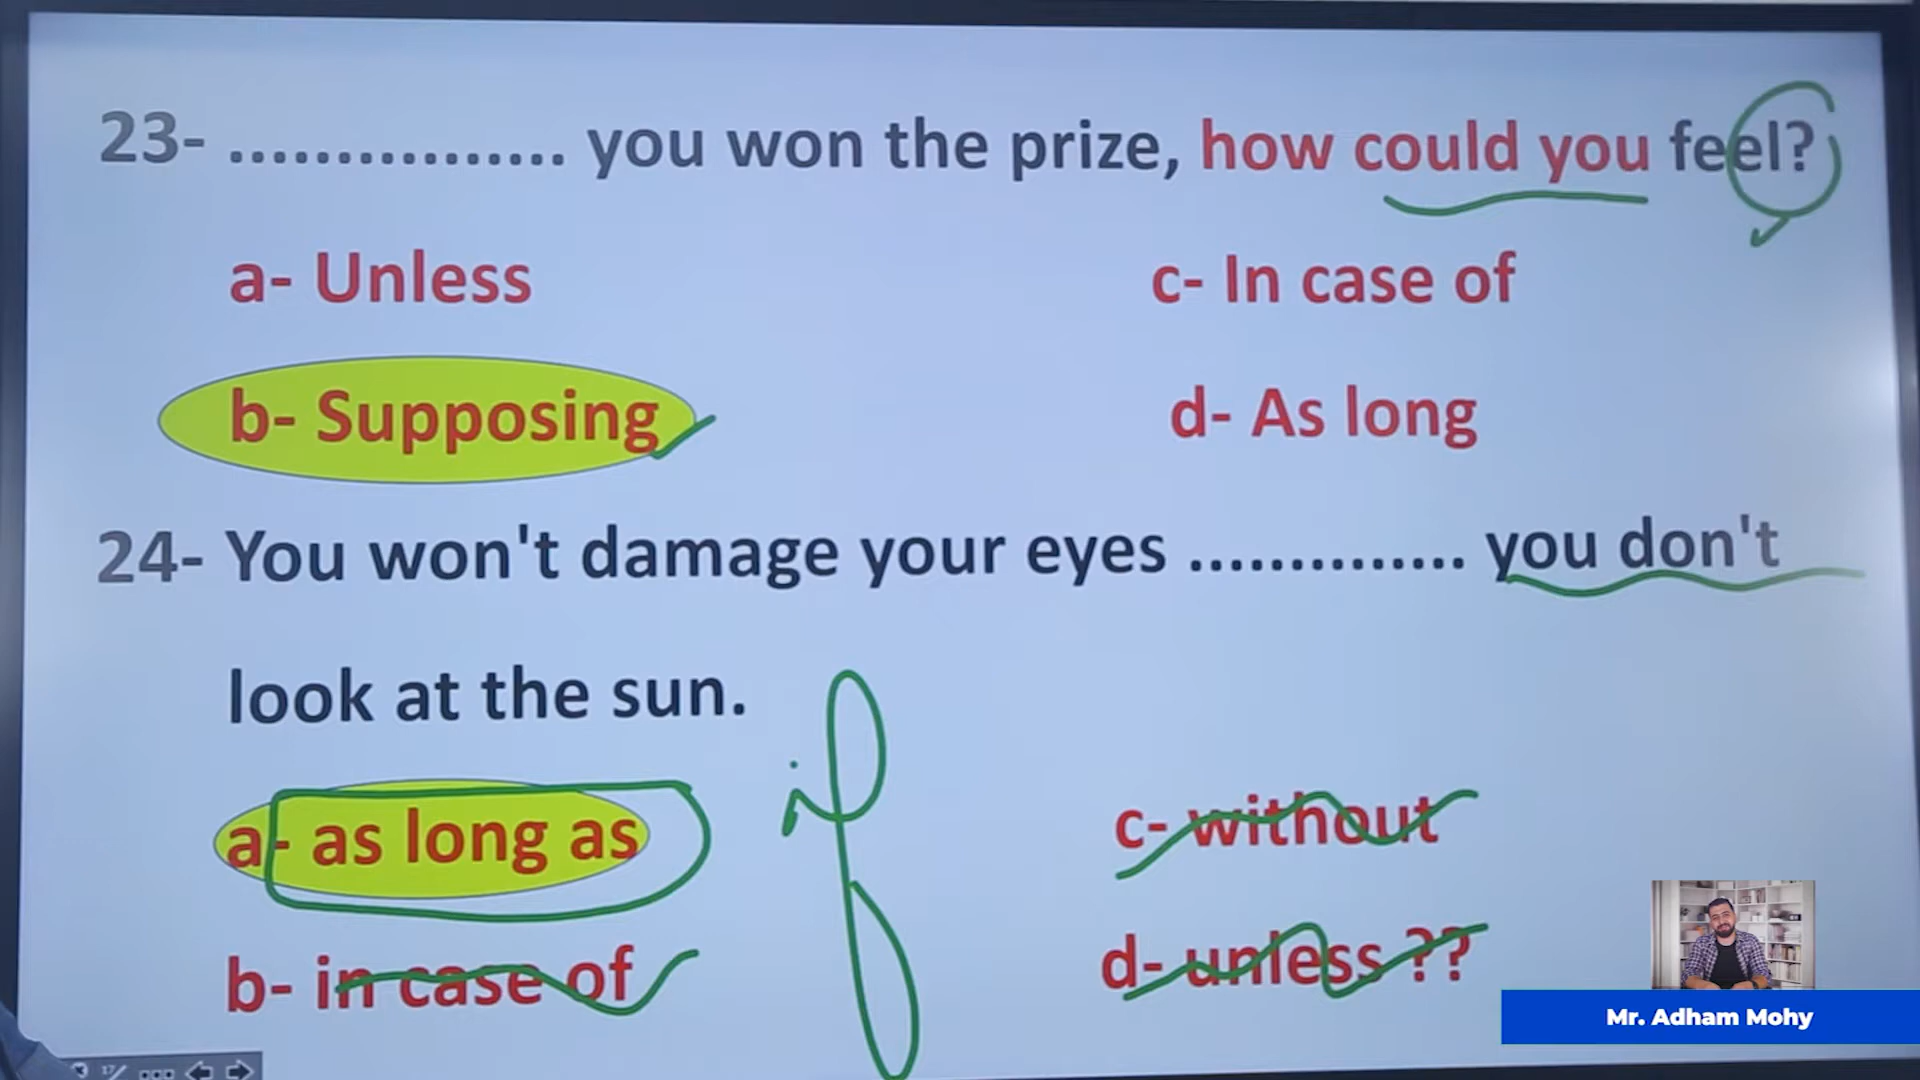 23- ................ you won the prize, how could you feel?
a- Unless
c- In case of
b- Supposing
d- As long
24- You won't damage your eyes .............. you don't
look at the sun.
a- as long as
c- without
if
b- in case of
d- unless ??
Mr. Adham Mohy
17/